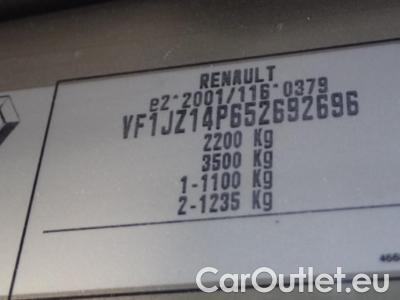 RENAULT
e2*2001/116*0379
VF1JZ14P652692696
2200 Kg
3500 Kg
1-1100 Kg
2-1235 Kg
CarOutlet.eu